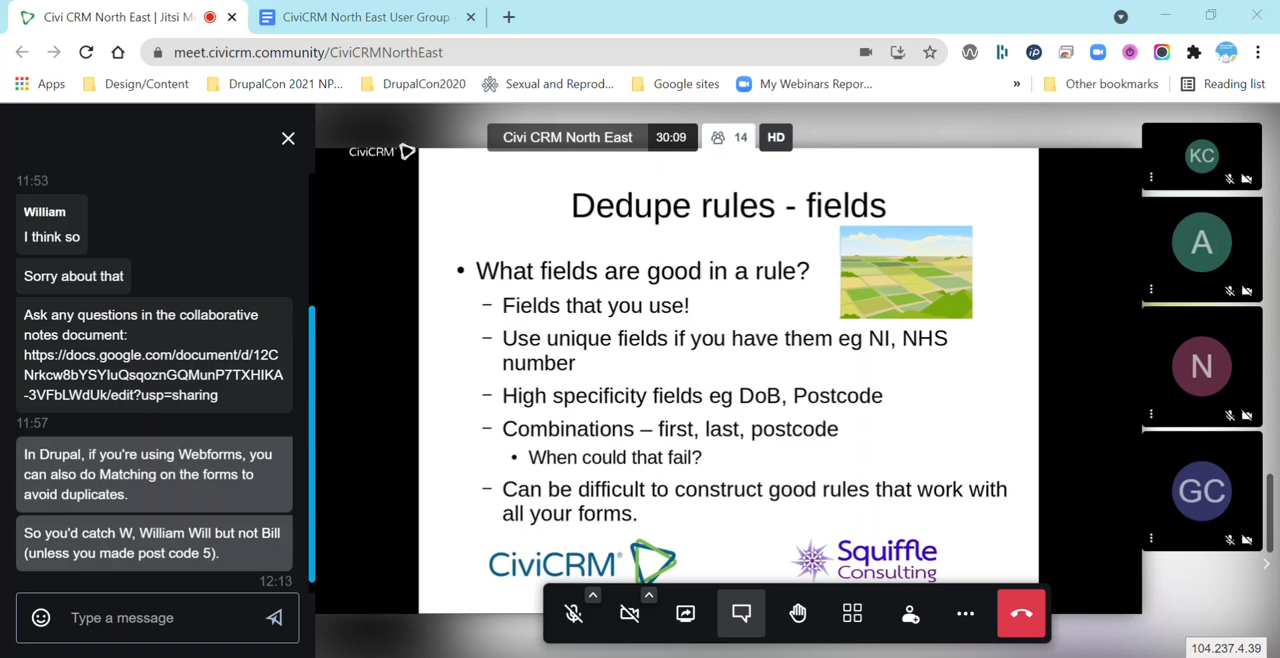 Civi CRM North East | Jitsi M
CiviCRM North East User Group
meet.civicrm.community/CiviCRMNorthEast
Apps
Design/Content
DrupalCon 2021 NP...
DrupalCon2020
Sexual and Reprod...
Google sites
My Webinars Repor...
»
Other bookmarks
Reading list
11:53
William
I think so
Sorry about that
Ask any questions in the collaborative
notes document:
https://docs.google.com/document/d/12C
Nrkcw8bYSYIuQsqoznGQMunP7TXHIKA
-3VFbLWdUk/edit?usp=sharing
11:57
In Drupal, if you're using Webforms, you
can also do Matching on the forms to
avoid duplicates.
So you'd catch W, William Will but not Bill
(unless you made post code 5).
12:13
Type a message
CiviCRM
Civi CRM North East
30:09
14
HD
Dedupe rules - fields
• What fields are good in a rule?
– Fields that you use!
– Use unique fields if you have them eg NI, NHS
number
– High specificity fields eg DoB, Postcode
– Combinations – first, last, postcode
• When could that fail?
– Can be difficult to construct good rules that work with
all your forms.
CiviCRM®
Squiffle
Consulting
KC
A
N
GC
104.237.4.39